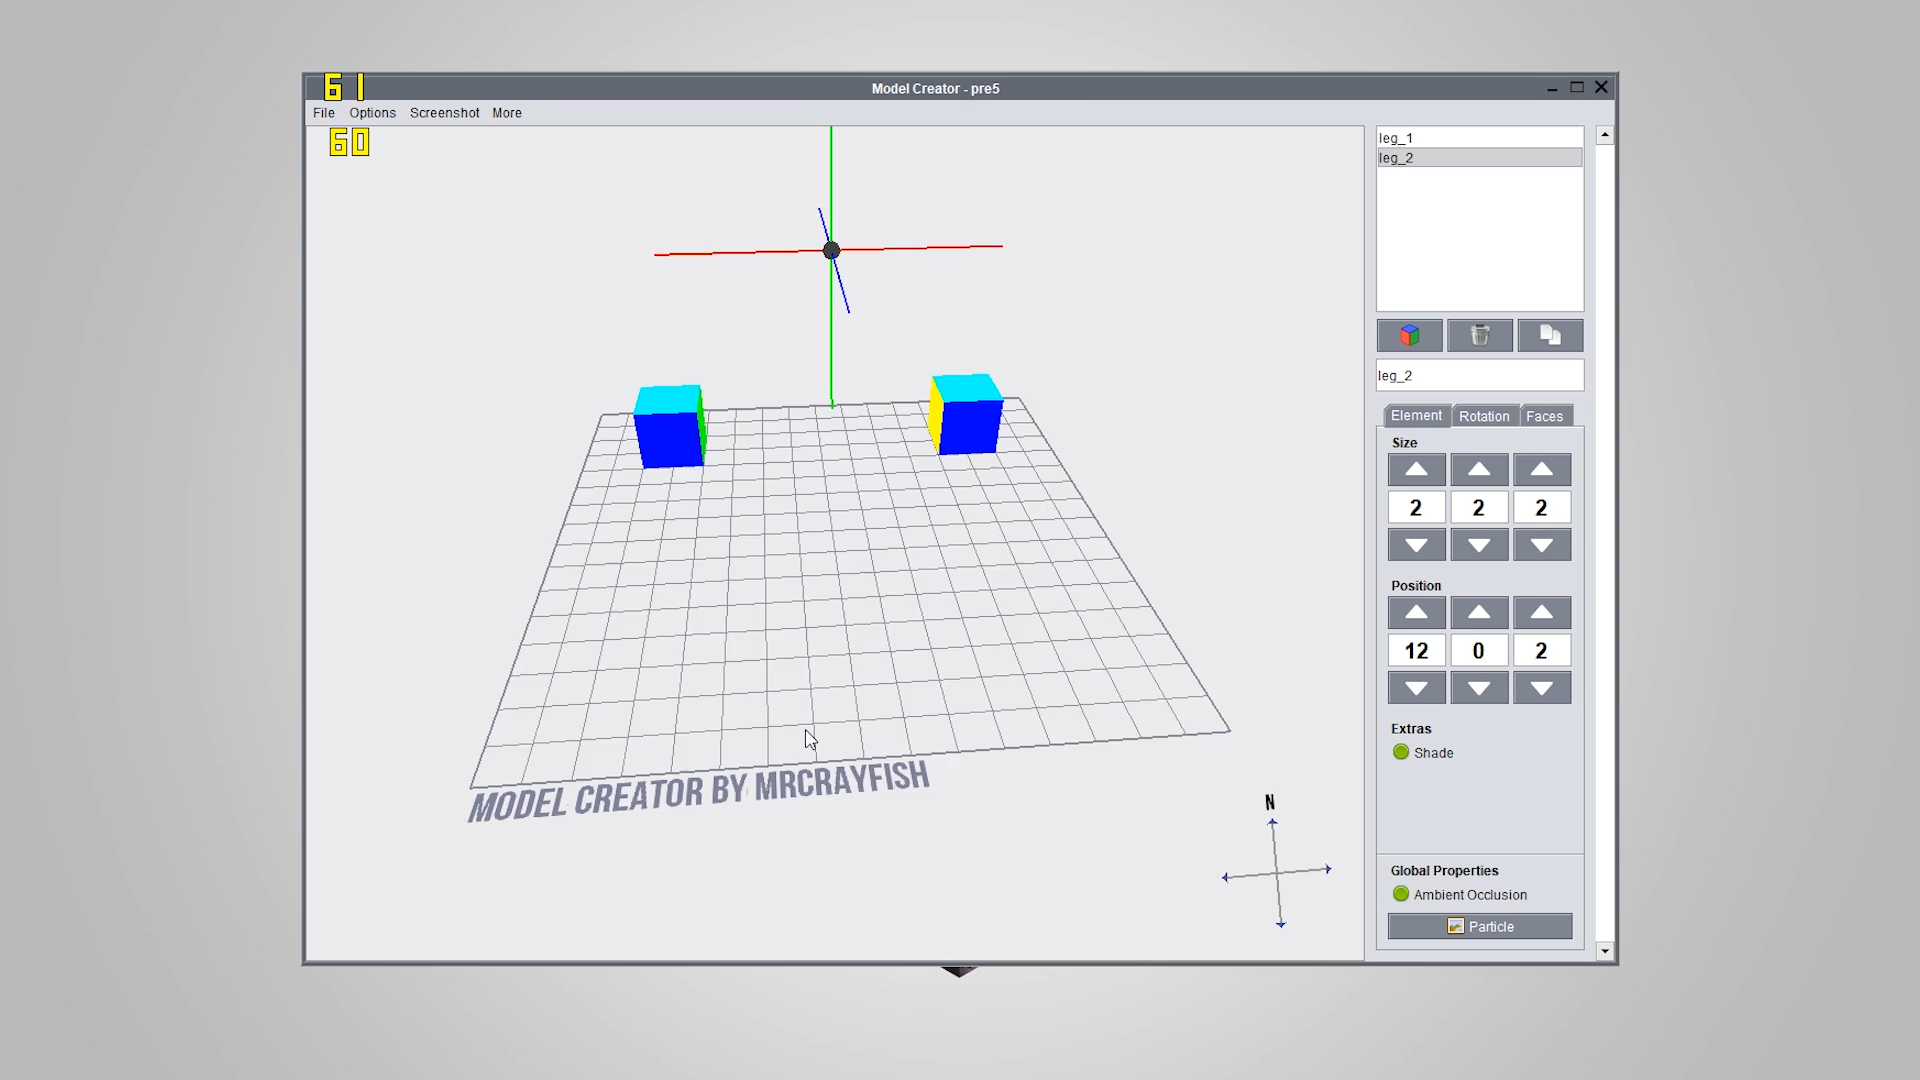 61
Model Creator - pre5
File Options Screenshot More
60
leg_1
leg_2
leg_2
Element Rotation Faces
Size
2 2 2
Position
12 0 2
Extras
Shade
MODEL CREATOR BY MRCRAYFISH
N
Global Properties
Ambient Occlusion
Particle